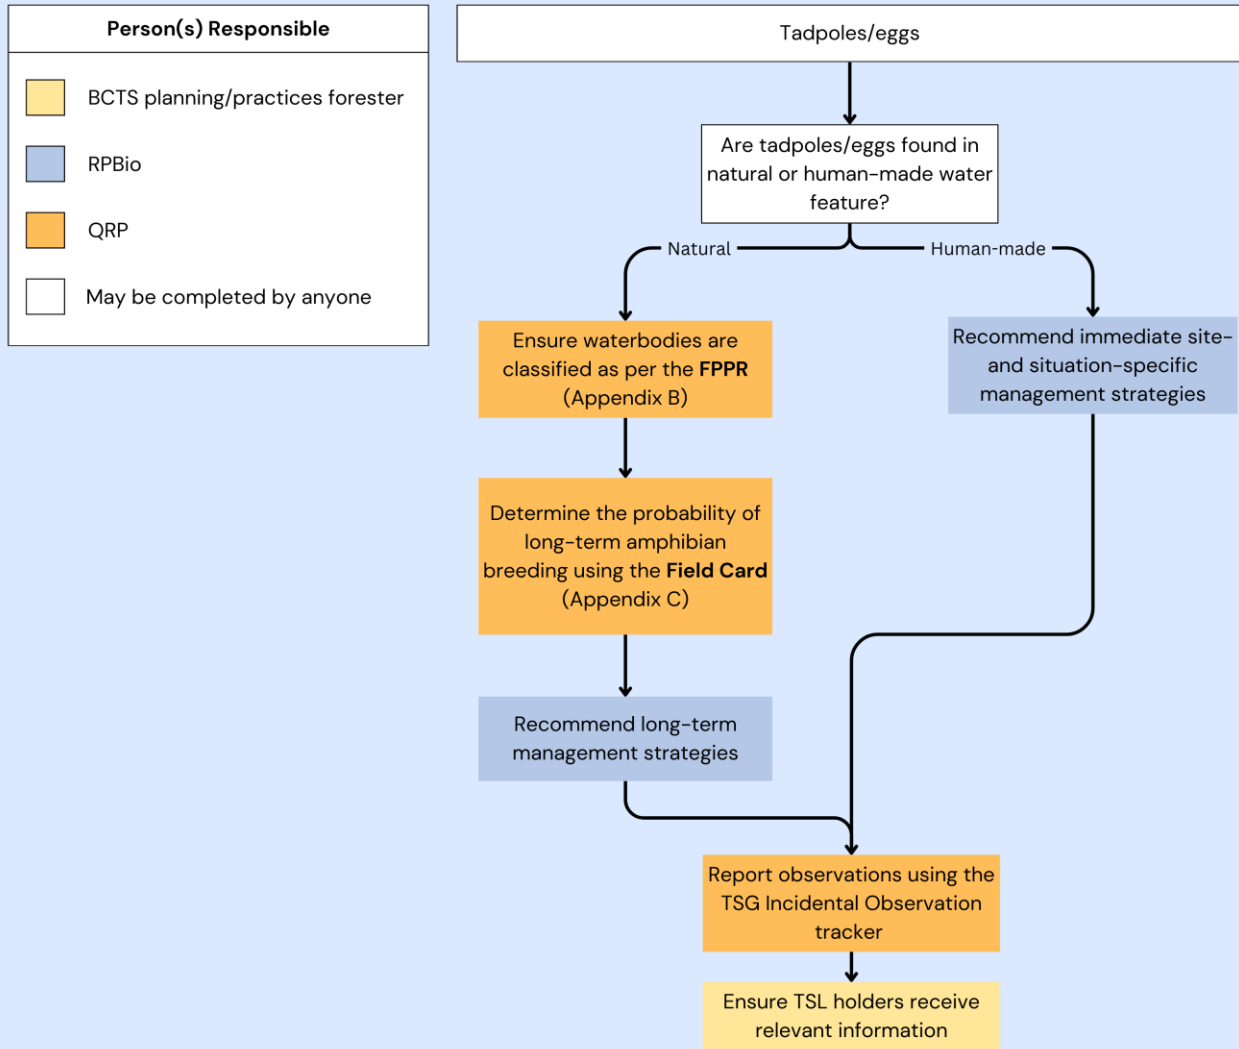 Person(s) Responsible
BCTS planning/practices forester
RPBio
QRP
May be completed by anyone
Tadpoles/eggs
Are tadpoles/eggs found in
natural or human-made water
feature?
Natural
Human-made
Ensure waterbodies are
classified as per the FPPR
(Appendix B)
Recommend immediate site-
and situation-specific
management strategies
Determine the probability of
long-term amphibian
breeding using the Field Card
(Appendix C)
Recommend long-term
management strategies
Report observations using the
TSG Incidental Observation
tracker
Ensure TSL holders receive
relevant information